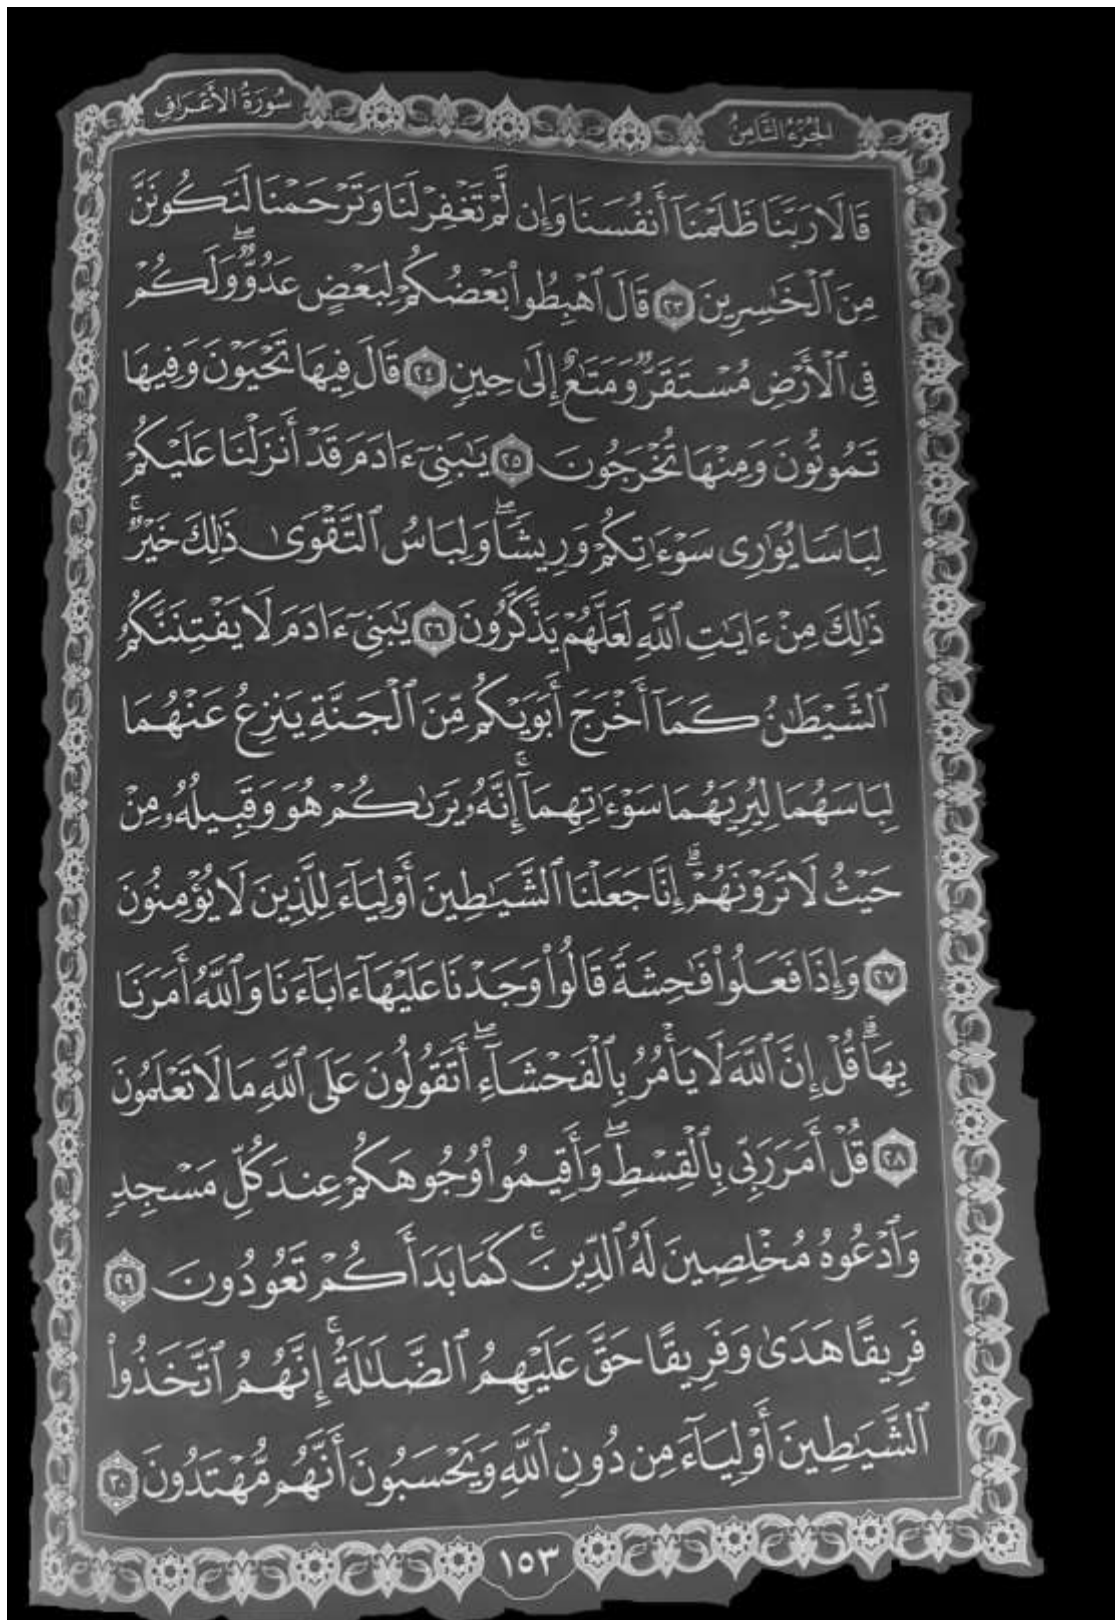 الجُزْءُ الثَّامِنُ
سُورَةُ الأَعْرَافِ
قَالَا رَبَّنَا ظَلَمْنَآ أَنفُسَنَا وَإِن لَّمْ تَغْفِرْ لَنَا وَتَرْحَمْنَا لَنَكُونَنَّ
مِنَ ٱلْخَٰسِرِينَ ٢٣ قَالَ ٱهْبِطُوا۟ بَعْضُكُمْ لِبَعْضٍ عَدُوٌّ ۖ وَلَكُمْ
فِى ٱلْأَرْضِ مُسْتَقَرٌّ وَمَتَٰعٌ إِلَىٰ حِينٍ ٢٤ قَالَ فِيهَا تَحْيَوْنَ وَفِيهَا
تَمُوتُونَ وَمِنْهَا تُخْرَجُونَ ٢٥ يَٰبَنِىٓ ءَادَمَ قَدْ أَنزَلْنَا عَلَيْكُمْ
لِبَاسًا يُوَٰرِى سَوْءَٰتِكُمْ وَرِيشًا ۖ وَلِبَاسُ ٱلتَّقْوَىٰ ذَٰلِكَ خَيْرٌ ۚ
ذَٰلِكَ مِنْ ءَايَٰتِ ٱللَّهِ لَعَلَّهُمْ يَذَّكَّرُونَ ٢٦ يَٰبَنِىٓ ءَادَمَ لَا يَفْتِنَنَّكُمُ
ٱلشَّيْطَٰنُ كَمَآ أَخْرَجَ أَبَوَيْكُم مِّنَ ٱلْجَنَّةِ يَنزِعُ عَنْهُمَا
لِبَاسَهُمَا لِيُرِيَهُمَا سَوْءَٰتِهِمَآ ۚ إِنَّهُۥ يَرَىٰكُمْ هُوَ وَقَبِيلُهُۥ مِنْ
حَيْثُ لَا تَرَوْنَهُمْ ۗ إِنَّا جَعَلْنَا ٱلشَّيَٰطِينَ أَوْلِيَآءَ لِلَّذِينَ لَا يُؤْمِنُونَ
٢٧ وَإِذَا فَعَلُوا۟ فَٰحِشَةً قَالُوا۟ وَجَدْنَا عَلَيْهَآ ءَابَآءَنَا وَٱللَّهُ أَمَرَنَا
بِهَا ۗ قُلْ إِنَّ ٱللَّهَ لَا يَأْمُرُ بِٱلْفَحْشَآءِ ۖ أَتَقُولُونَ عَلَى ٱللَّهِ مَا لَا تَعْلَمُونَ
٢٨ قُلْ أَمَرَ رَبِّى بِٱلْقِسْطِ ۖ وَأَقِيمُوا۟ وُجُوهَكُمْ عِندَ كُلِّ مَسْجِدٍ
وَٱدْعُوهُ مُخْلِصِينَ لَهُ ٱلدِّينَ ۚ كَمَا بَدَأَكُمْ تَعُودُونَ ٢٩
فَرِيقًا هَدَىٰ وَفَرِيقًا حَقَّ عَلَيْهِمُ ٱلضَّلَٰلَةُ ۚ إِنَّهُمُ ٱتَّخَذُوا۟
ٱلشَّيَٰطِينَ أَوْلِيَآءَ مِن دُونِ ٱللَّهِ وَيَحْسَبُونَ أَنَّهُم مُّهْتَدُونَ ٣٠
١٥٣